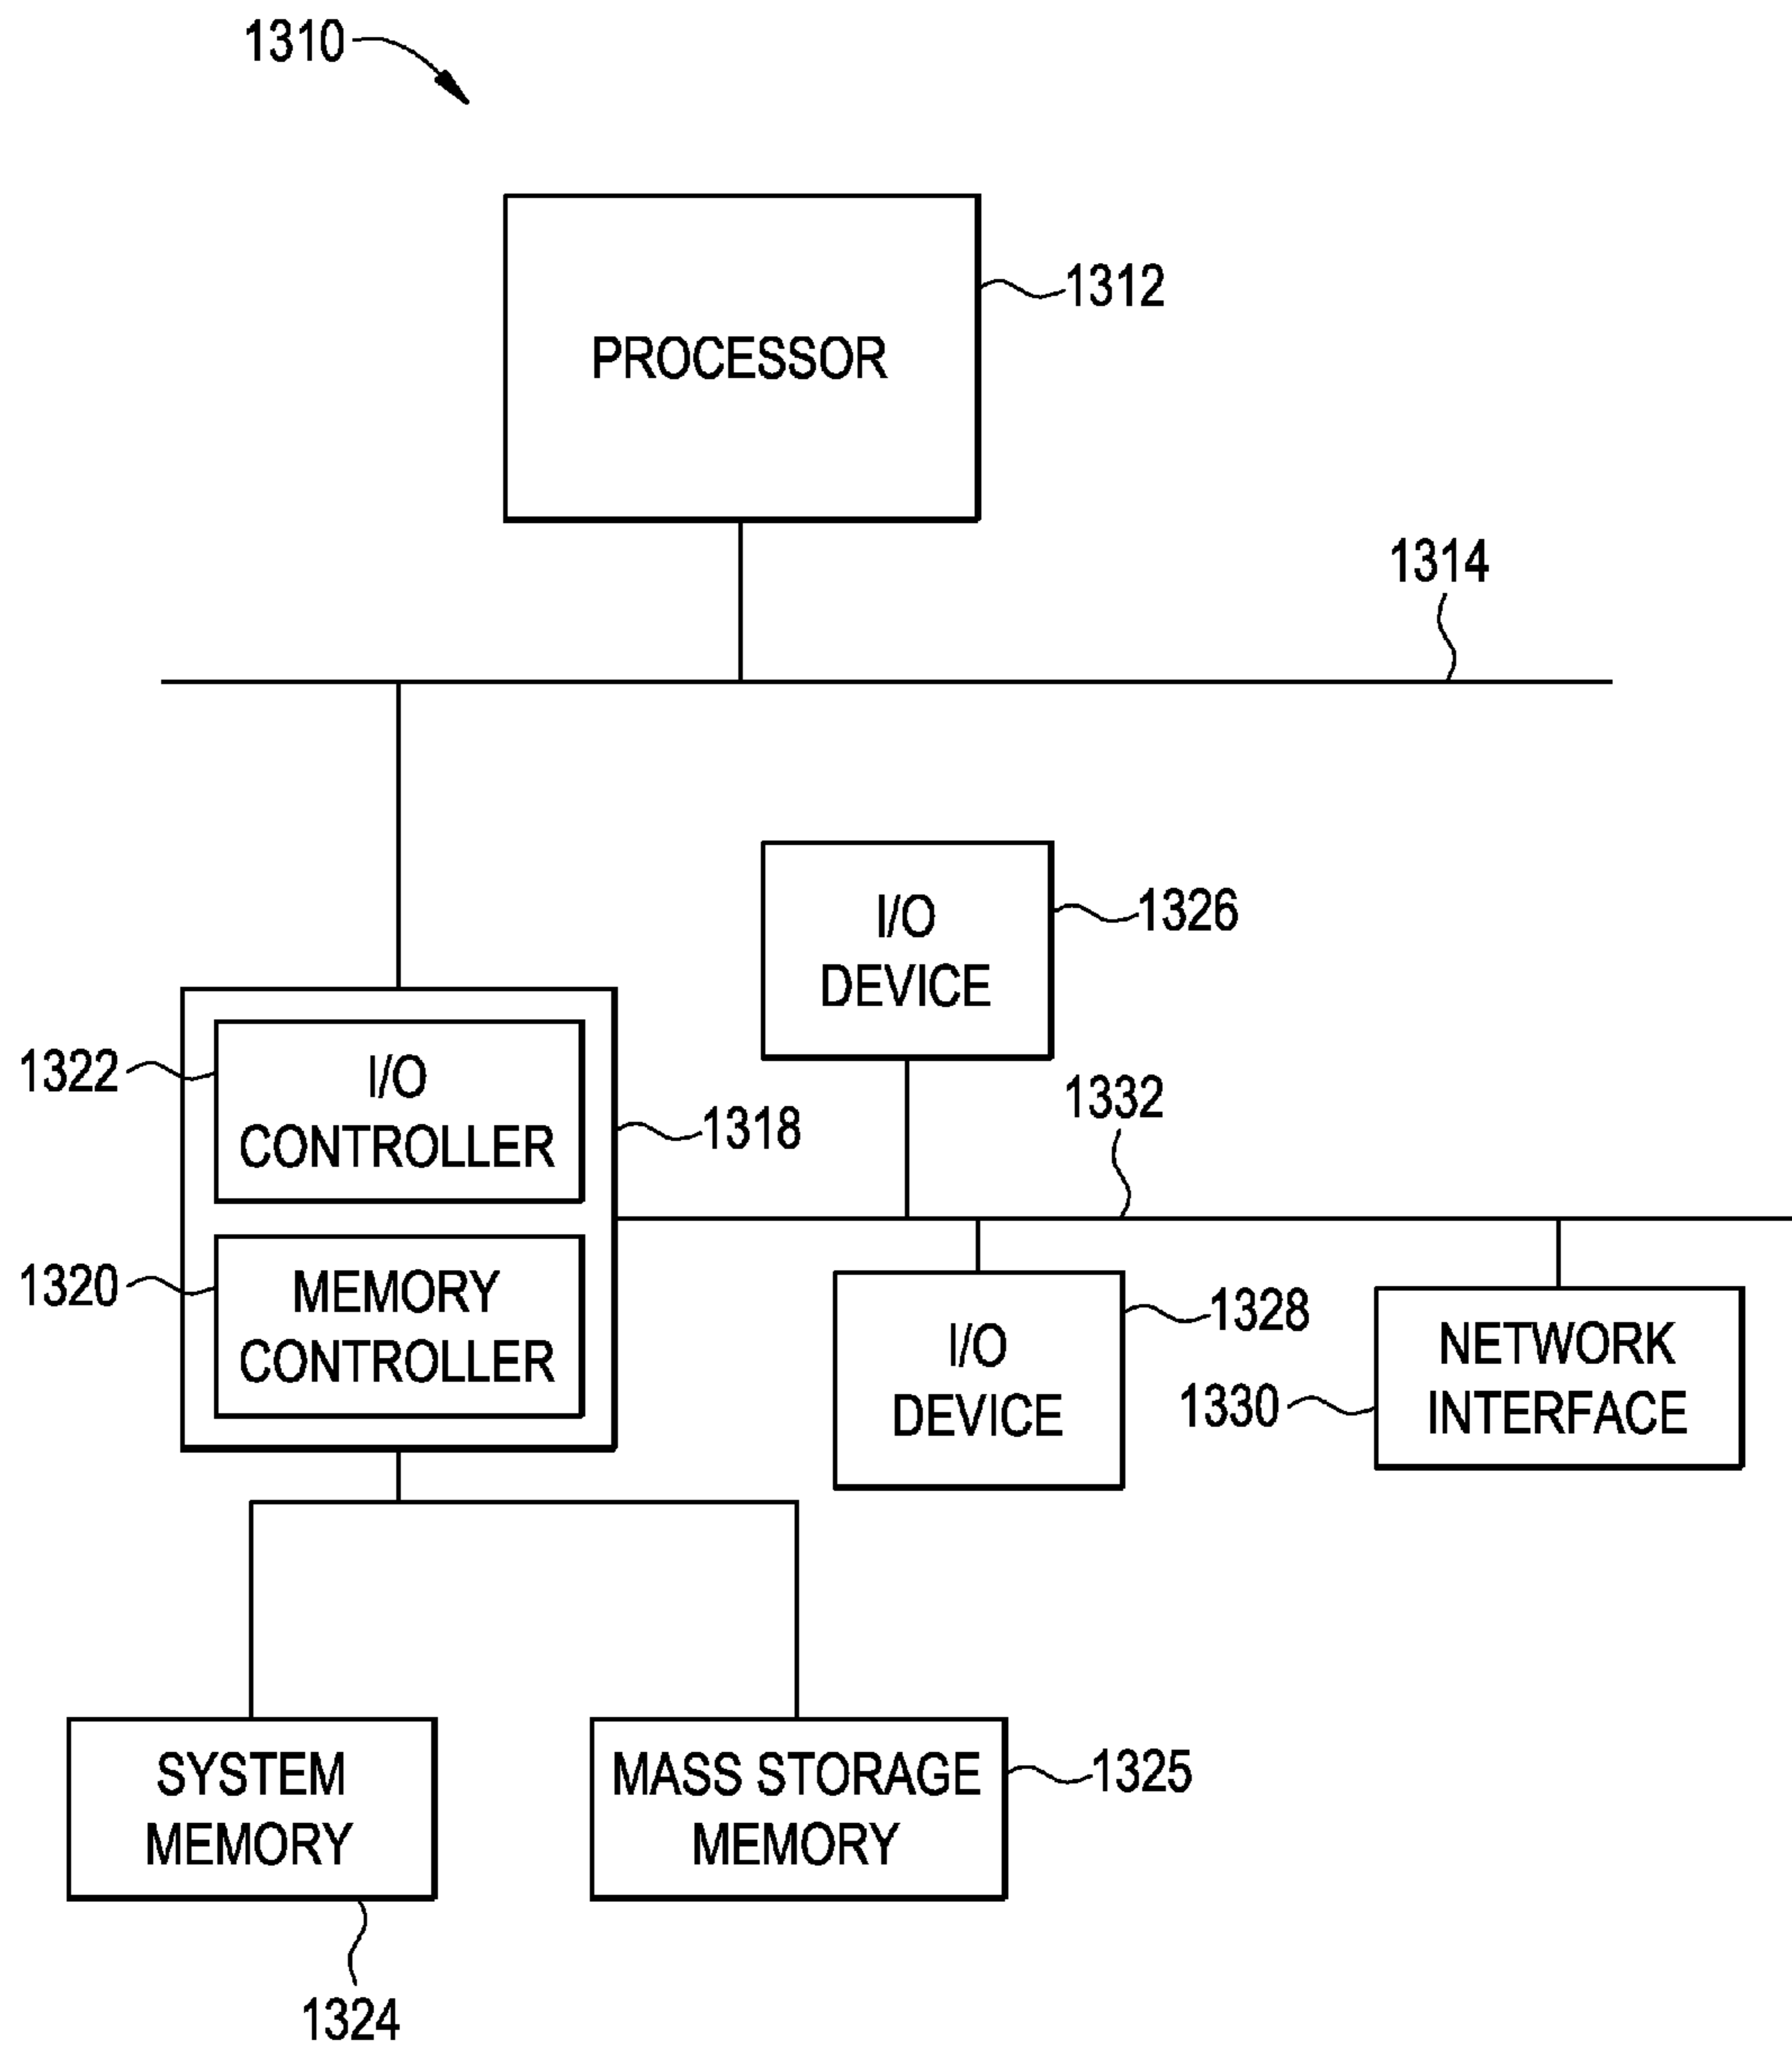 1310
PROCESSOR
1312
1314
I/O
DEVICE
1326
1322
I/O
CONTROLLER
1318
1332
1320
MEMORY
CONTROLLER
I/O
DEVICE
1328
1330
NETWORK
INTERFACE
SYSTEM
MEMORY
MASS STORAGE
MEMORY
1325
1324